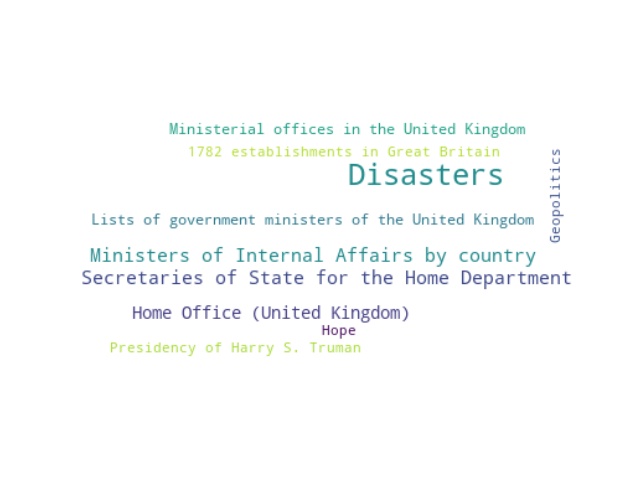 Ministerial offices in the United Kingdom
1782 establishments in Great Britain
Disasters
Geopolitics
Lists of government ministers of the United Kingdom
Ministers of Internal Affairs by country
Secretaries of State for the Home Department
Home Office (United Kingdom)
Hope
Presidency of Harry S. Truman